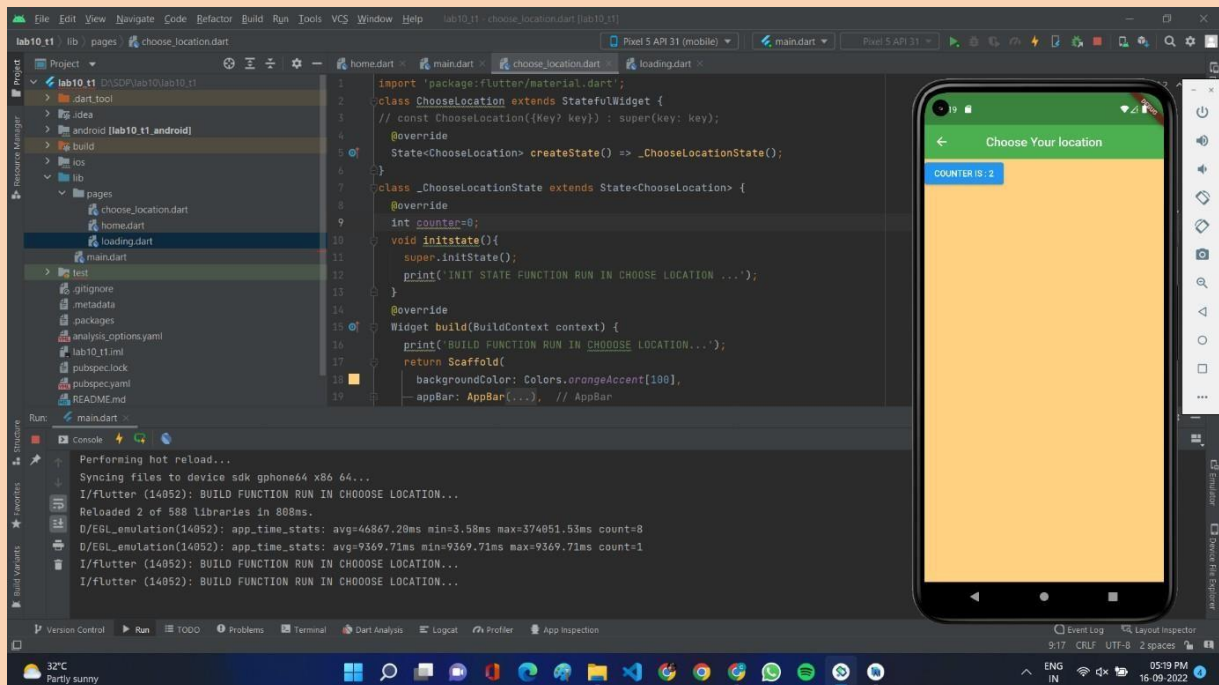 File Edit View Navigate Code Refactor Build Run Tools VCS Window Help lab10_t1 - choose_location.dart [lab10_t1]
lab10_t1 lib pages choose_location.dart
Pixel 5 API 31 (mobile) main.dart Pixel 5 API 31
Project
home.dart main.dart choose_location.dart loading.dart
lab10_t1 D:\SDP\lab10\lab10_t1
.dart_tool
.idea
android [lab10_t1_android]
build
ios
lib
pages
choose_location.dart
home.dart
loading.dart
main.dart
test
.gitignore
.metadata
.packages
analysis_options.yaml
lab10_t1.iml
pubspec.lock
pubspec.yaml
README.md
Project
Resource Manager
1 import 'package:flutter/material.dart';
2 class ChooseLocation extends StatefulWidget {
3 // const ChooseLocation({Key? key}) : super(key: key);
4 @override
5 State<ChooseLocation> createState() => _ChooseLocationState();
6 }
7 class _ChooseLocationState extends State<ChooseLocation> {
8 @override
9 int counter=0;
10 void initstate(){
11 super.initState();
12 print('INIT STATE FUNCTION RUN IN CHOOSE LOCATION ...');
13 }
14 @override
15 Widget build(BuildContext context) {
16 print('BUILD FUNCTION RUN IN CHOOOSE LOCATION...');
17 return Scaffold(
18 backgroundColor: Colors.orangeAccent[100],
19 appBar: AppBar(...), // AppBar
Choose Your location
COUNTER IS : 2
Run: main.dart
Console
Performing hot reload...
Syncing files to device sdk gphone64 x86 64...
I/flutter (14052): BUILD FUNCTION RUN IN CHOOOSE LOCATION...
Reloaded 2 of 588 libraries in 808ms.
D/EGL_emulation(14052): app_time_stats: avg=46867.20ms min=3.58ms max=374051.53ms count=8
D/EGL_emulation(14052): app_time_stats: avg=9369.71ms min=9369.71ms max=9369.71ms count=1
I/flutter (14052): BUILD FUNCTION RUN IN CHOOOSE LOCATION...
I/flutter (14052): BUILD FUNCTION RUN IN CHOOOSE LOCATION...
Structure
Favorites
Build Variants
Emulator
Device File Explorer
Version Control Run TODO Problems Terminal Dart Analysis Logcat Profiler App Inspection
Event Log Layout Inspector
9:17 CRLF UTF-8 2 spaces
32°C
Partly sunny
ENG
IN
05:19 PM
16-09-2022